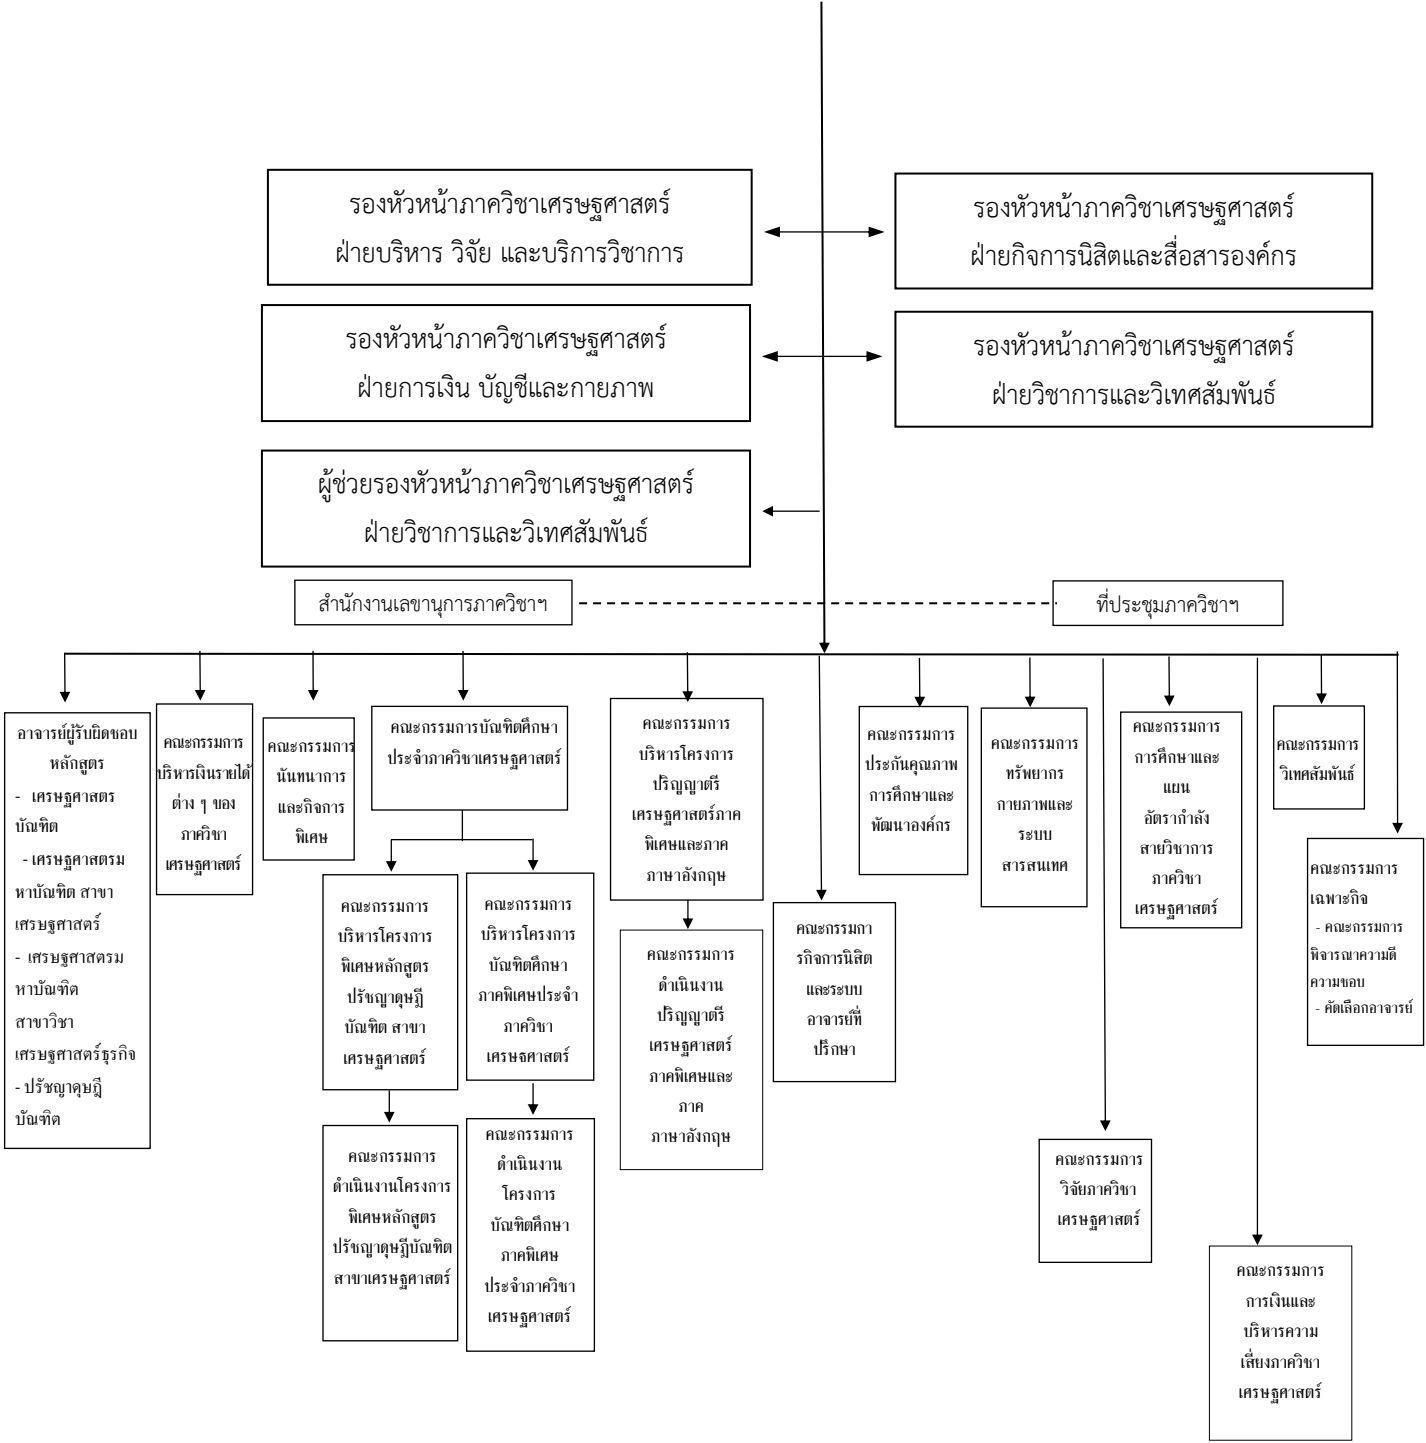 รองหัวหน้าภาควิชาเศรษฐศาสตร์
ฝ่ายบริหาร วิจัย และบริการวิชาการ
รองหัวหน้าภาควิชาเศรษฐศาสตร์
ฝ่ายกิจการนิสิตและสื่อสารองค์กร
รองหัวหน้าภาควิชาเศรษฐศาสตร์
ฝ่ายการเงิน บัญชีและกายภาพ
รองหัวหน้าภาควิชาเศรษฐศาสตร์
ฝ่ายวิชาการและวิเทศสัมพันธ์
ผู้ช่วยรองหัวหน้าภาควิชาเศรษฐศาสตร์
ฝ่ายวิชาการและวิเทศสัมพันธ์
สำนักงานเลขานุการภาควิชาฯ
ที่ประชุมภาควิชาฯ
อาจารย์ผู้รับผิดชอบ
หลักสูตร
- เศรษฐศาสตร
บัณฑิต
- เศรษฐศาสตรม
หาบัณฑิต สาขา
เศรษฐศาสตร์
- เศรษฐศาสตรม
หาบัณฑิต
สาขาวิชา
เศรษฐศาสตร์ธุรกิจ
- ปรัชญาดุษฎี
บัณฑิต
คณะกรรมการ
บริหารเงินรายได้
ต่าง ๆ ของ
ภาควิชา
เศรษฐศาสตร์
คณะกรรมการ
นันทนาการ
และกิจการ
พิเศษ
คณะกรรมการบัณฑิตศึกษา
ประจำภาควิชาเศรษฐศาสตร์
คณะกรรมการ
บริหารโครงการ
พิเศษหลักสูตร
ปรัชญาดุษฎี
บัณฑิต สาขา
เศรษฐศาสตร์
คณะกรรมการ
ดำเนินงานโครงการ
พิเศษหลักสูตร
ปรัชญาดุษฎีบัณฑิต
สาขาเศรษฐศาสตร์
คณะกรรมการ
บริหารโครงการ
บัณฑิตศึกษา
ภาคพิเศษประจำ
ภาควิชา
เศรษฐศาสตร์
คณะกรรมการ
ดำเนินงาน
โครงการ
บัณฑิตศึกษา
ภาคพิเศษ
ประจำภาควิชา
เศรษฐศาสตร์
คณะกรรมการ
บริหารโครงการ
ปริญญาตรี
เศรษฐศาสตร์ภาค
พิเศษและภาค
ภาษาอังกฤษ
คณะกรรมการ
ดำเนินงาน
ปริญญาตรี
เศรษฐศาสตร์
ภาคพิเศษและ
ภาค
ภาษาอังกฤษ
คณะกรรมกา
รกิจการนิสิต
และระบบ
อาจารย์ที่
ปรึกษา
คณะกรรมการ
ประกันคุณภาพ
การศึกษาและ
พัฒนาองค์กร
คณะกรรมการ
ทรัพยากร
กายภาพและ
ระบบ
สารสนเทศ
คณะกรรมการ
วิจัยภาควิชา
เศรษฐศาสตร์
คณะกรรมการ
การศึกษาและ
แผน
อัตรากำลัง
สายวิชาการ
ภาควิชา
เศรษฐศาสตร์
คณะกรรมการ
การเงินและ
บริหารความ
เสี่ยงภาควิชา
เศรษฐศาสตร์
คณะกรรมการ
วิเทศสัมพันธ์
คณะกรรมการ
เฉพาะกิจ
- คณะกรรมการ
พิจารณาความดี
ความชอบ
- คัดเลือกอาจารย์